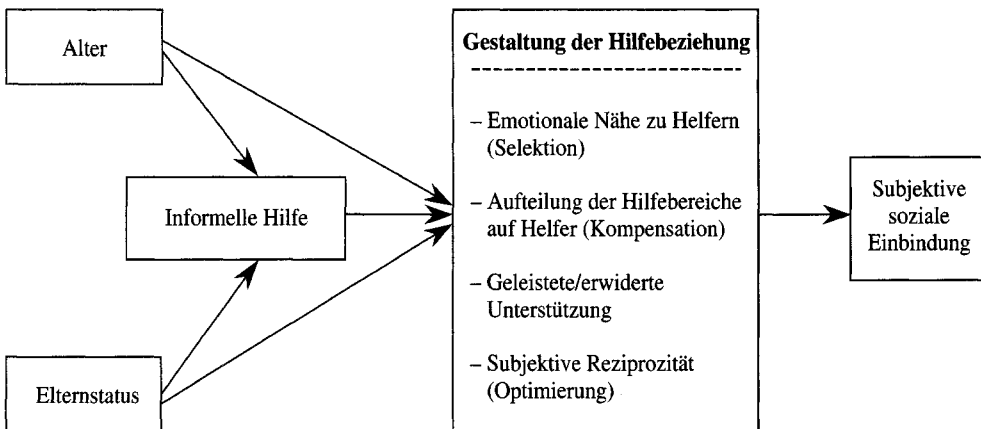 Alter
Informelle Hilfe
Elternstatus
Gestaltung der Hilfebeziehung
– Emotionale Nähe zu Helfern
(Selektion)
– Aufteilung der Hilfebereiche
auf Helfer (Kompensation)
– Geleistete/erwiderte
Unterstützung
– Subjektive Reziprozität
(Optimierung)
Subjektive
soziale
Einbindung